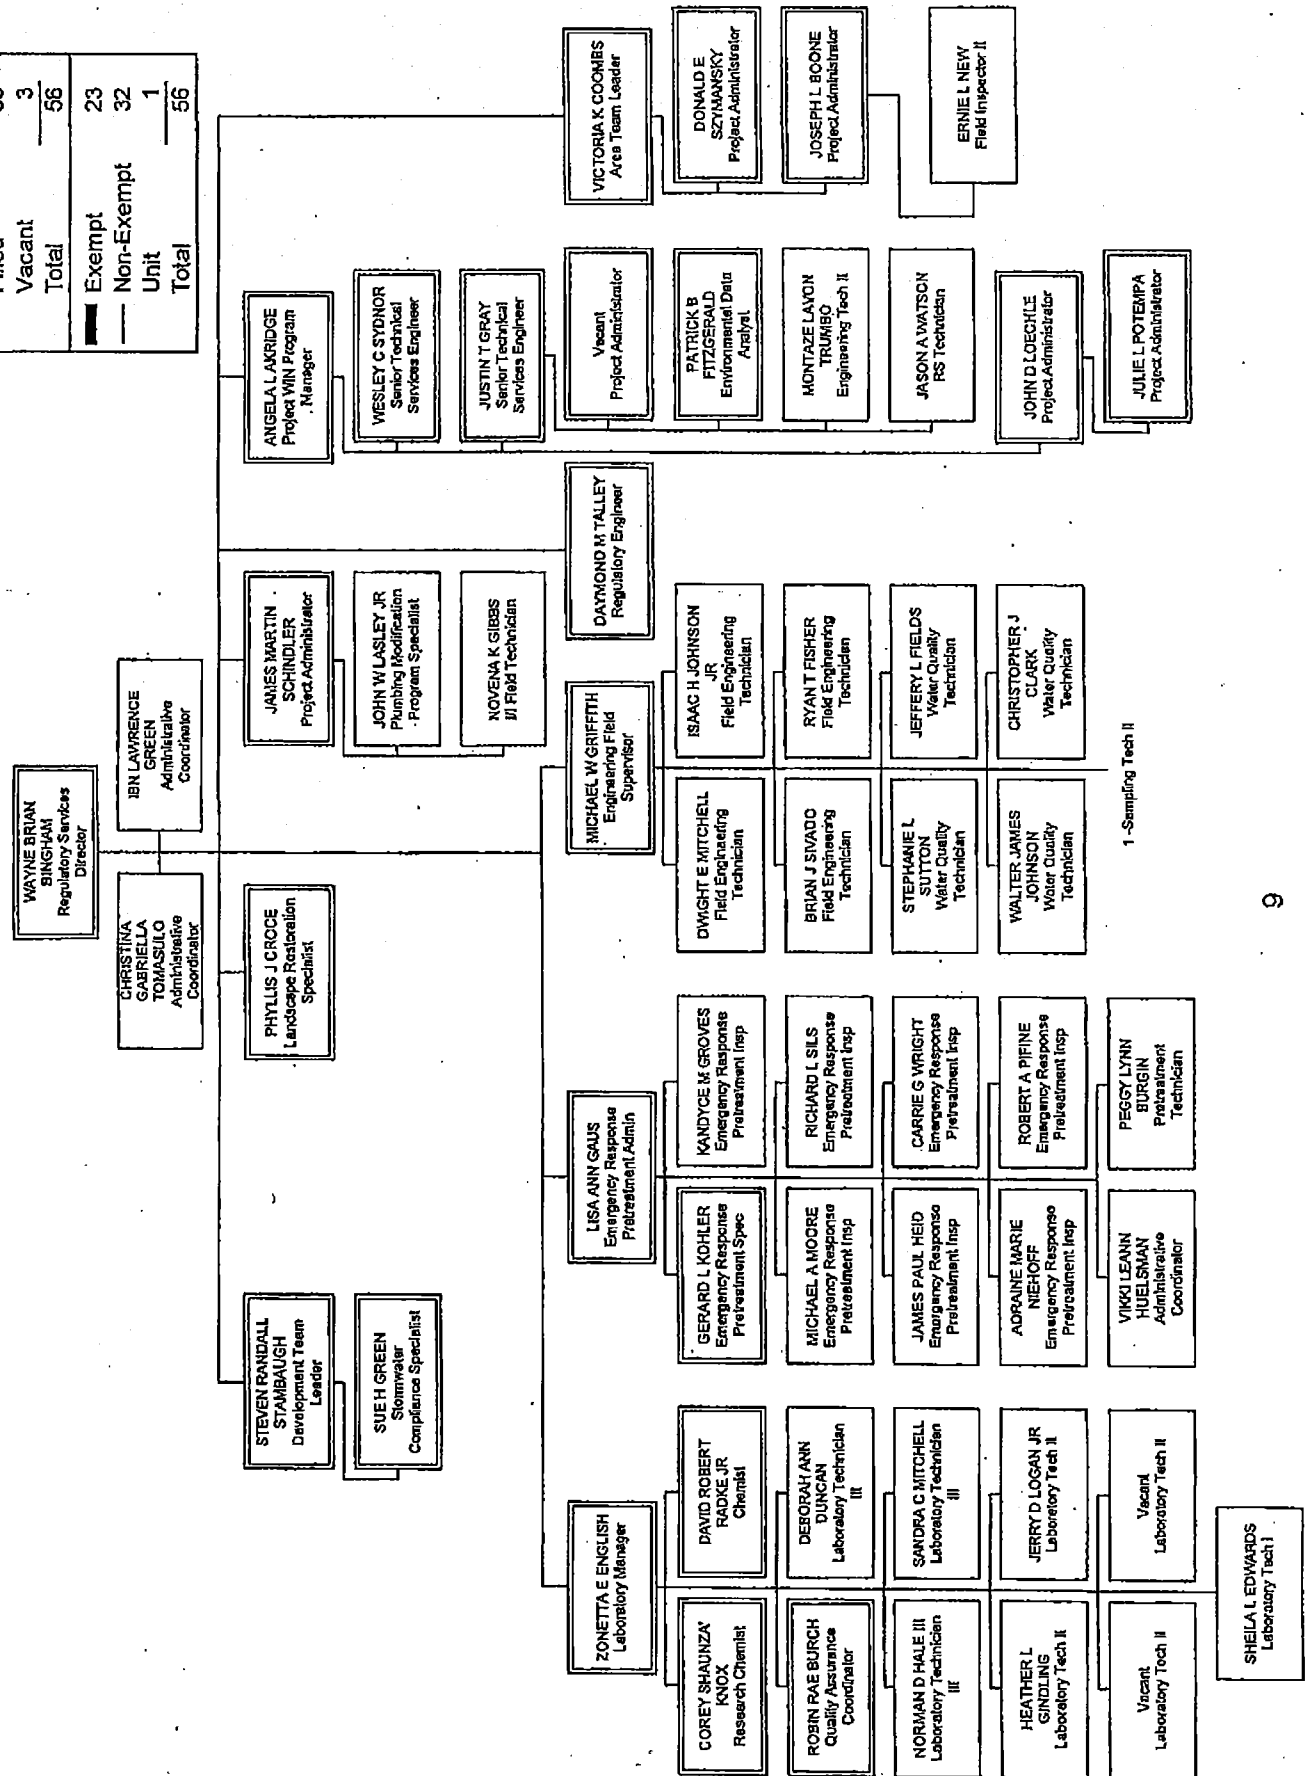 Vacant 3
Total 56
Exempt 23
Non-Exempt 32
Unit 1
Total 56
WAYNE BRIAN
BINGHAM
Regulatory Services
Director
CHRISTINA
GABRIELLA
TOMASULO
Administrative
Coordinator
IBN LAWRENCE
GREEN
Administrative
Coordinator
STEVEN RANDALL
STAMBAUGH
Development Team
Leader
SUE H GREEN
Stormwater
Compliance Specialist
PHYLLIS J CROCE
Landscape Restoration
Specialist
JAMES MARTIN
SCHINDLER
Project Administrator
JOHN W LASLEY JR
Plumbing Modification
Program Specialist
NOVENA K GIBBS
I/I Field Technician
ANGELA L AKRIDGE
Project WIN Program
Manager
WESLEY C SYDNOR
Senior Technical
Services Engineer
JUSTIN T GRAY
Senior Technical
Services Engineer
Vacant
Project Administrator
PATRICK B
FITZGERALD
Environmental Data
Analyst
MONTAZE LAVON
TRUMBO
Engineering Tech II
JASON A WATSON
RS Technician
JOHN D LOECHLE
Project Administrator
JULIE L POTEMPA
Project Administrator
ZONETTA E ENGLISH
Laboratory Manager
COREY SHAUNZA'
KNOX
Research Chemist
DAVID ROBERT
RADKE JR
Chemist
ROBIN RAE BURCH
Quality Assurance
Coordinator
DEBORAH ANN
DUNCAN
Laboratory Technician
III
NORMAN D HALE III
Laboratory Technician
III
SANDRA C MITCHELL
Laboratory Technician
III
HEATHER L
GINDLING
Laboratory Tech II
JERRY D LOGAN JR
Laboratory Tech II
Vacant
Laboratory Tech II
Vacant
Laboratory Tech II
SHEILA L EDWARDS
Laboratory Tech I
LISA ANN GAUS
Emergency Response
Pretreatment Admin
GERARD L KOHLER
Emergency Response
Pretreatment Spec
KANDYCE M GROVES
Emergency Response
Pretreatment Insp
MICHAEL A MOORE
Emergency Response
Pretreatment Insp
RICHARD L SILS
Emergency Response
Pretreatment Insp
JAMES PAUL HEID
Emergency Response
Pretreatment Insp
CARRIE G WRIGHT
Emergency Response
Pretreatment Insp
ADRAINE MARIE
NIEHOFF
Emergency Response
Pretreatment Insp
ROBERT A PIFINE
Emergency Response
Pretreatment Insp
VIKKI LEANN
HUELSMAN
Administrative
Coordinator
PEGGY LYNN
BURGIN
Pretreatment
Technician
MICHAEL W GRIFFITH
Engineering Field
Supervisor
DWIGHT E MITCHELL
Field Engineering
Technician
ISAAC H JOHNSON
JR
Field Engineering
Technician
BRIAN J SIVADO
Field Engineering
Technician
RYAN T FISHER
Field Engineering
Technician
STEPHANIE L
SUTTON
Water Quality
Technician
JEFFERY L FIELDS
Water Quality
Technician
WALTER JAMES
JOHNSON
Water Quality
Technician
CHRISTOPHER J
CLARK
Water Quality
Technician
1 -Sampling Tech II
DAYMOND M TALLEY
Regulatory Engineer
VICTORIA K COOMBS
Area Team Leader
DONALD E
SZYMANSKY
Project Administrator
JOSEPH L BOONE
Project Administrator
ERNIE L NEW
Field Inspector II
9